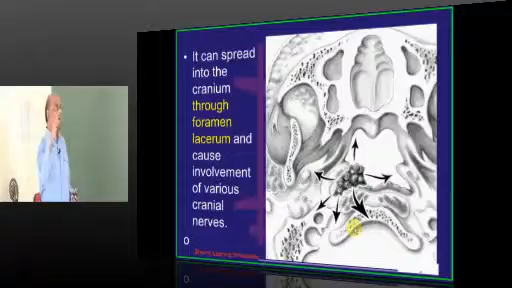 • It can spread
into the
cranium
through
foramen
lacerum and
cause
involvement
of various
cranial
nerves.